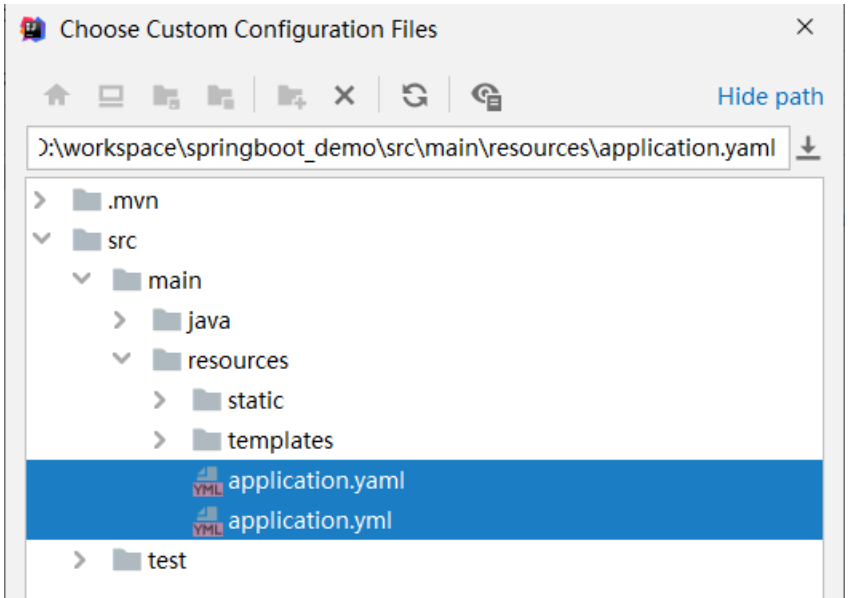 Choose Custom Configuration Files
Hide path
):\workspace\springboot_demo\src\main\resources\application.yaml
.mvn
src
main
java
resources
static
templates
YML application.yaml
YML application.yml
test